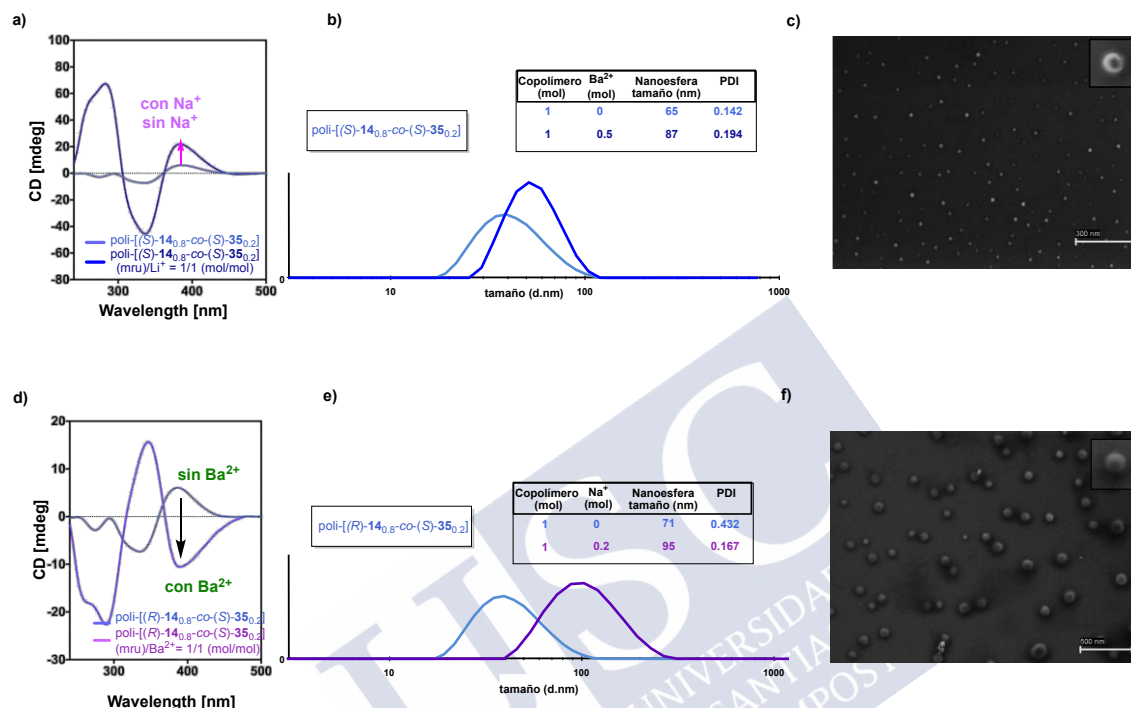 a)
CD [mdeg]
100
80
60
40
20
0
-20
-40
-60
-80
con Na⁺
sin Na⁺
poli-[(S)-14₀.₈-co-(S)-35₀.₂]
poli-[(S)-14₀.₈-co-(S)-35₀.₂]
(mru)/Li⁺ = 1/1 (mol/mol)
300 400 500
Wavelength [nm]
b)
poli-[(S)-14₀.₈-co-(S)-35₀.₂]
Copolímero Ba²⁺ Nanoesfera PDI
(mol) (mol) tamaño (nm)
1 0 65 0.142
1 0.5 87 0.194
0
10 100 1000
tamaño (d.nm)
c)
300 nm
d)
CD [mdeg]
20
10
0
-10
-20
-30
sin Ba²⁺
con Ba²⁺
poli-[(R)-14₀.₈-co-(S)-35₀.₂]
poli-[(R)-14₀.₈-co-(S)-35₀.₂]
(mru)/Ba²⁺= 1/1 (mol/mol)
300 400 500
Wavelength [nm]
e)
poli-[(R)-14₀.₈-co-(S)-35₀.₂]
Copolímero Na⁺ Nanoesfera PDI
(mol) (mol) tamaño (nm)
1 0 71 0.432
1 0.2 95 0.167
0
10 100 1000
tamaño (d.nm)
f)
500 nm
USC
UNIVERSIDA